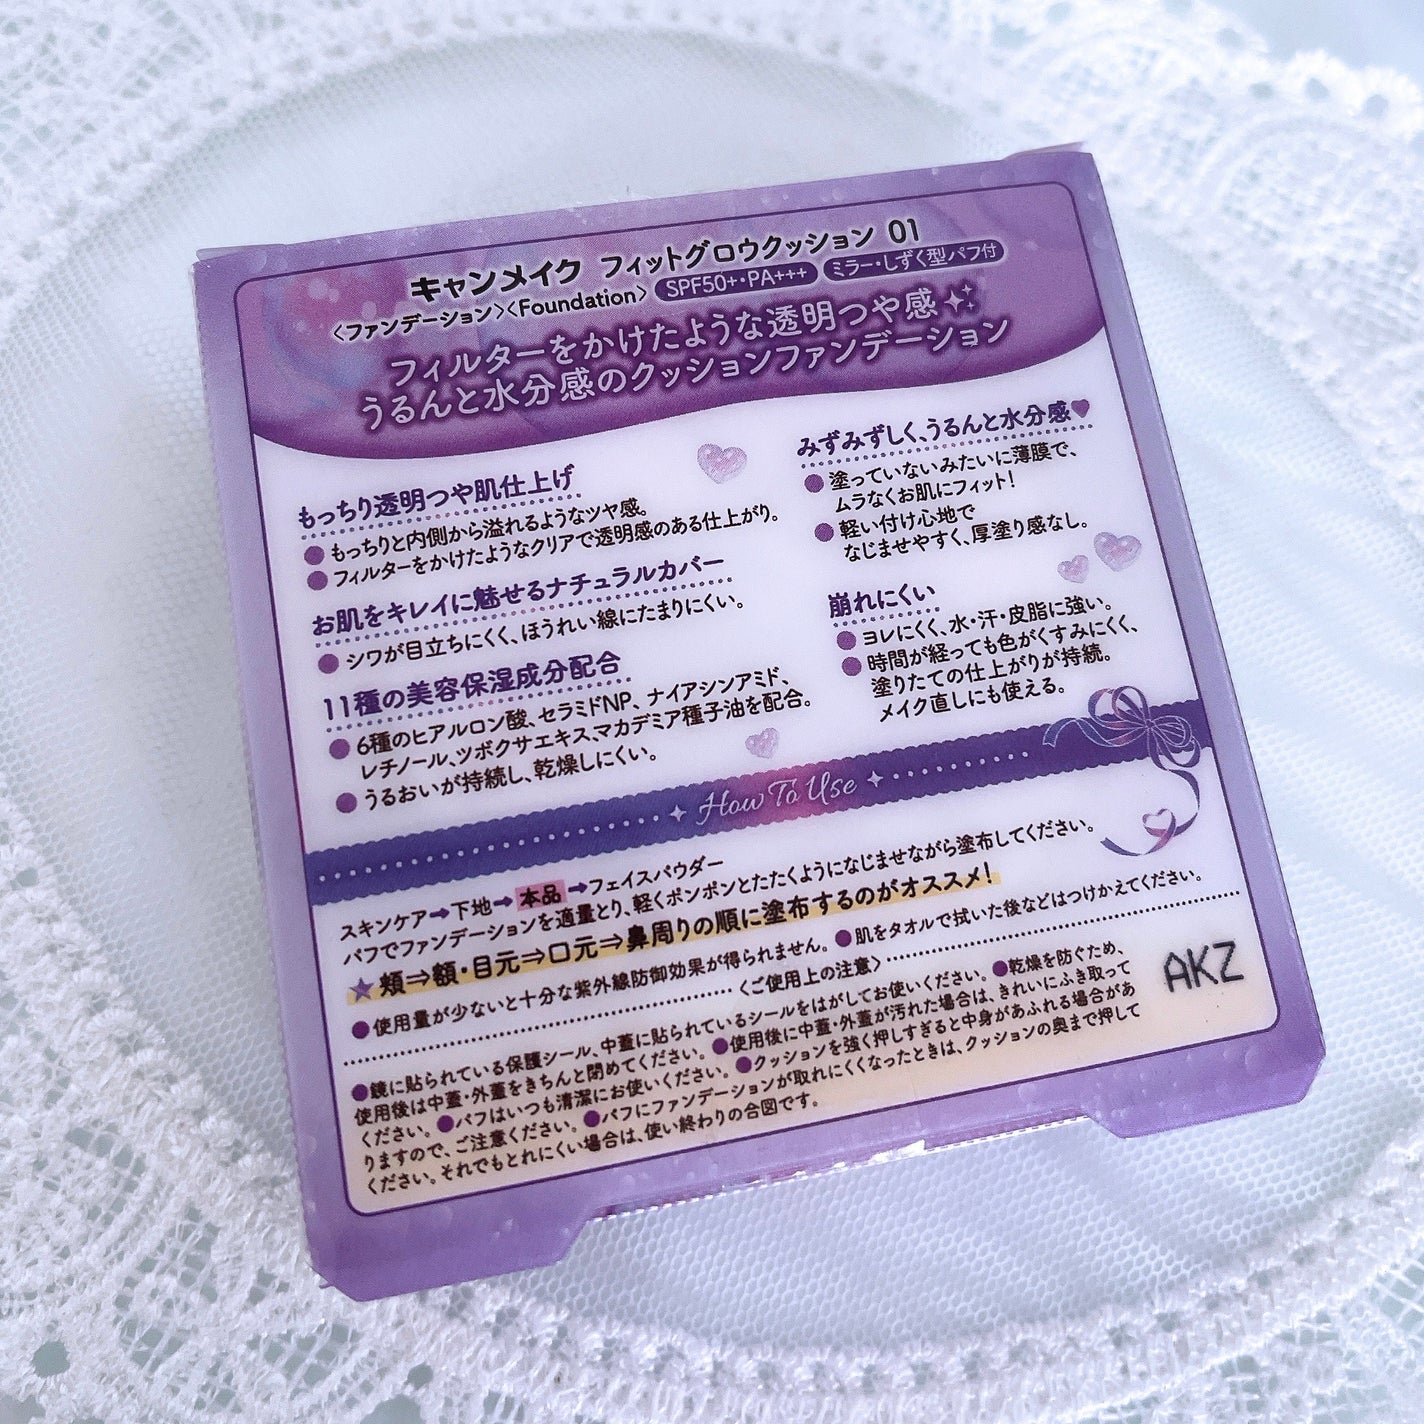 キャンメイク フィットグロウクッション 01
〈ファンデーション〉〈Foundation〉 SPF50+・PA+++ ミラー・しずく型パフ付
フィルターをかけたような透明つや感
うるんと水分感のクッションファンデーション
もっちり透明つや肌仕上げ
●もっちりと内側から溢れるようなツヤ感。
●フィルターをかけたようなクリアで透明感のある仕上がり。
お肌をキレイに魅せるナチュラルカバー
●シワが目立ちにくく、ほうれい線にたまりにくい。
11種の美容保湿成分配合
●6種のヒアルロン酸、セラミドNP、ナイアシンアミド、
レチノール、ツボクサエキス、マカデミア種子油を配合。
●うるおいが持続し、乾燥しにくい。
みずみずしく、うるんと水分感♥
●塗っていないみたいに薄膜で、
ムラなくお肌にフィット!
●軽い付け心地で
なじませやすく、厚塗り感なし。
崩れにくい
●ヨレにくく、水・汗・皮脂に強い。
●時間が経っても色がくすみにくく、
塗りたての仕上がりが持続。
メイク直しにも使える。
How To Use
スキンケア➡下地➡本品➡フェイスパウダー
パフでファンデーションを適量とり、軽くポンポンとたたくようになじませながら塗布してください。
★頬⇒額・目元⇒口元⇒鼻周りの順に塗布するのがオススメ!
●使用量が少ないと十分な紫外線防御効果が得られません。●肌をタオルで拭いた後などはつけかえてください。
〈ご使用上の注意〉
●鏡に貼られている保護シール、中蓋に貼られているシールをはがしてお使いください。●乾燥を防ぐため、
使用後は中蓋・外蓋をきちんと閉めてください。●使用後に中蓋・外蓋が汚れた場合は、きれいにふき取って
ください。●パフはいつも清潔にお使いください。●クッションを強く押しすぎると中身があふれる場合があ
りますので、ご注意ください。●パフにファンデーションが取れにくくなったときは、クッションの奥まで押して
ください。それでもとれにくい場合は、使い終わりの合図です。
AKZ